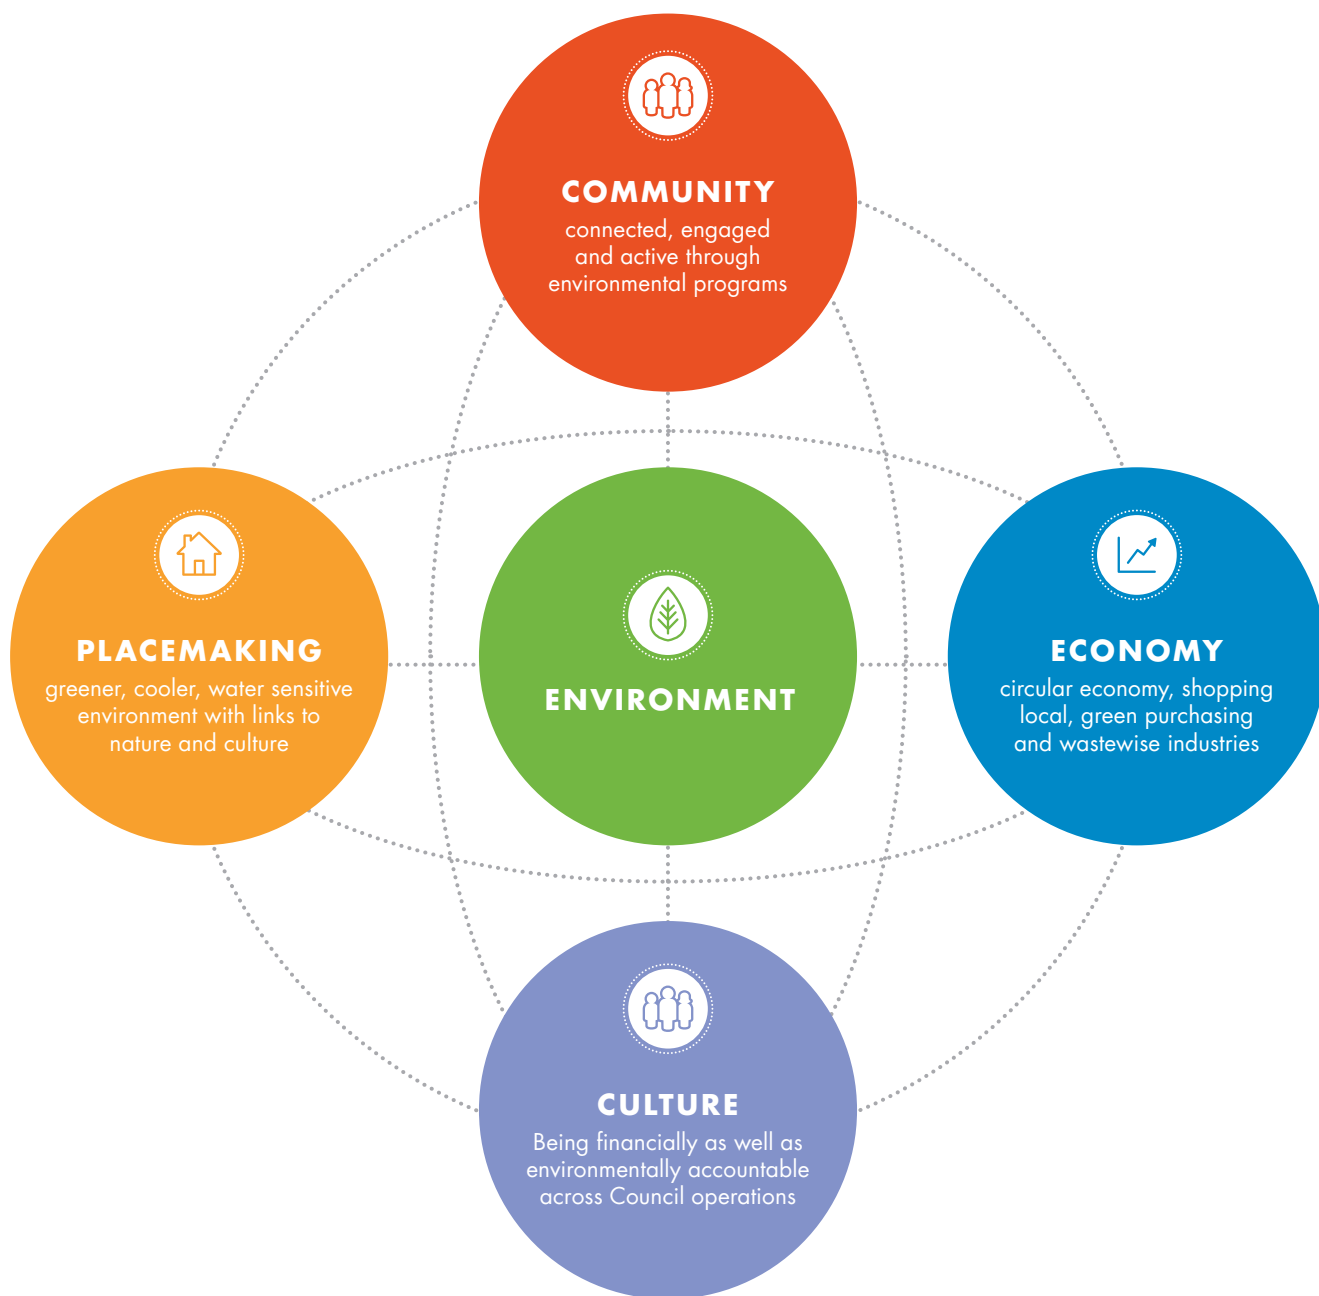 COMMUNITY
connected, engaged
and active through
environmental programs
PLACEMAKING
greener, cooler, water sensitive
environment with links to
nature and culture
ENVIRONMENT
ECONOMY
circular economy, shopping
local, green purchasing
and wastewise industries
CULTURE
Being financially as well as
environmentally accountable
across Council operations